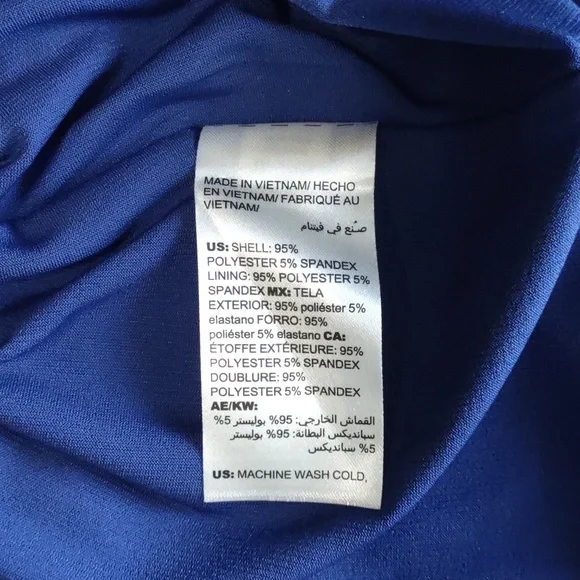 MADE IN VIETNAM/ HECHO
EN VIETNAM/ FABRIQUÉ AU
VIETNAM/
صنع في فيتنام
US: SHELL: 95%
POLYESTER 5% SPANDEX
LINING: 95% POLYESTER 5%
SPANDEX MX: TELA
EXTERIOR: 95% poliéster 5%
elastano FORRO: 95%
poliéster 5% elastano CA:
ÉTOFFE EXTÉRIEURE: 95%
POLYESTER 5% SPANDEX
DOUBLURE: 95%
POLYESTER 5% SPANDEX
AE/KW:
القماش الخارجي: 95% بوليستر 5%
سبانديكس البطانة: 95% بوليستر
5% سبانديكس
US: MACHINE WASH COLD,